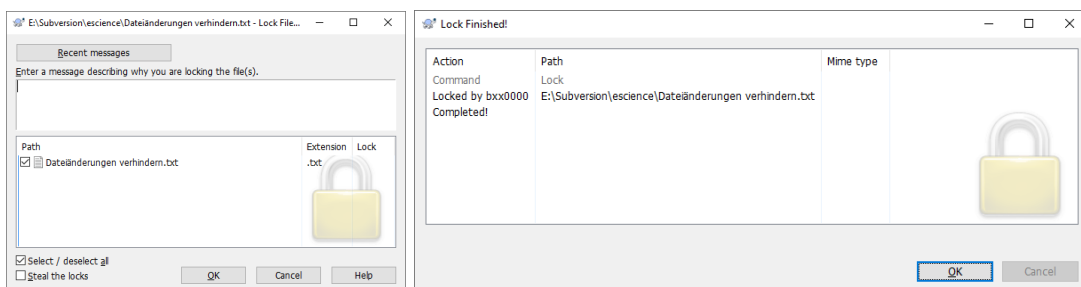 E:\Subversion\escience\Dateiänderungen verhindern.txt - Lock File...
Recent messages
Enter a message describing why you are locking the file(s).
Path Extension Lock
Dateiänderungen verhindern.txt .txt
Select / deselect all
Steal the locks
OK Cancel Help
Lock Finished!
Action Path Mime type
Command Lock
Locked by bxx0000 E:\Subversion\escience\Dateiänderungen verhindern.txt
Completed!
OK Cancel